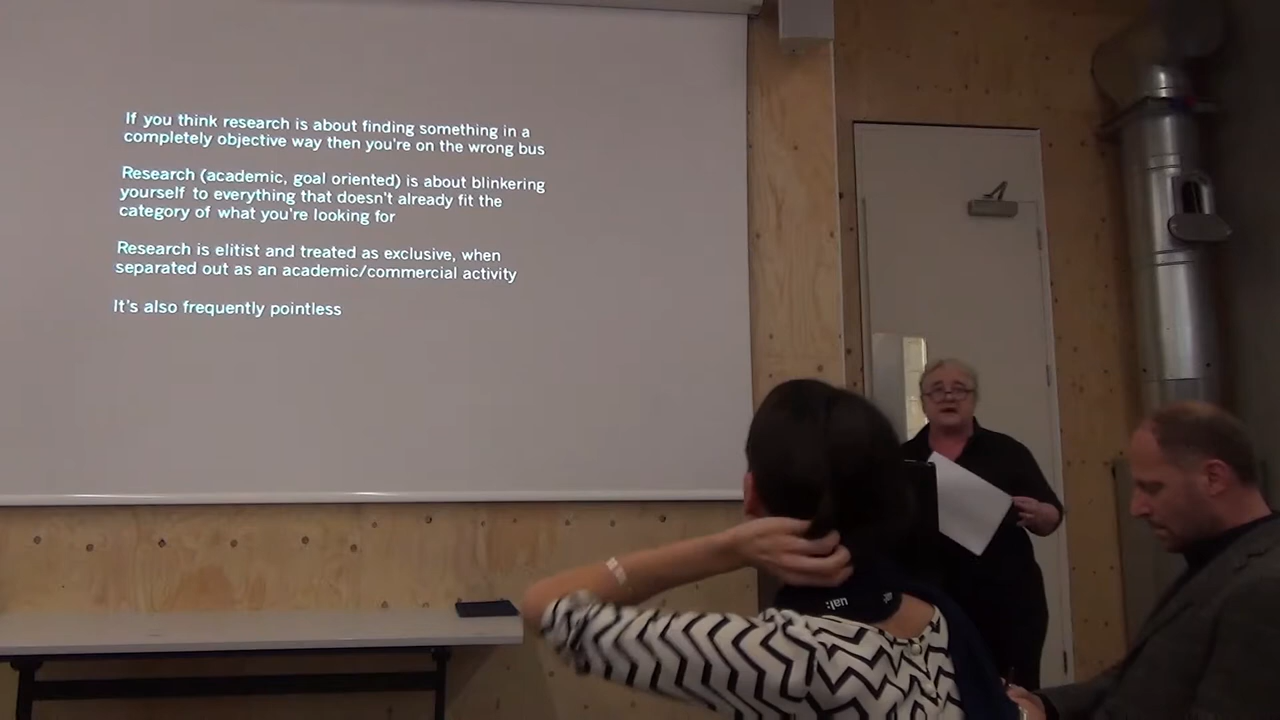 If you think research is about finding something in a
completely objective way then you're on the wrong bus
Research (academic, goal oriented) is about blinkering
yourself to everything that doesn't already fit the
category of what you're looking for
Research is elitist and treated as exclusive, when
separated out as an academic/commercial activity
It's also frequently pointless
ual: